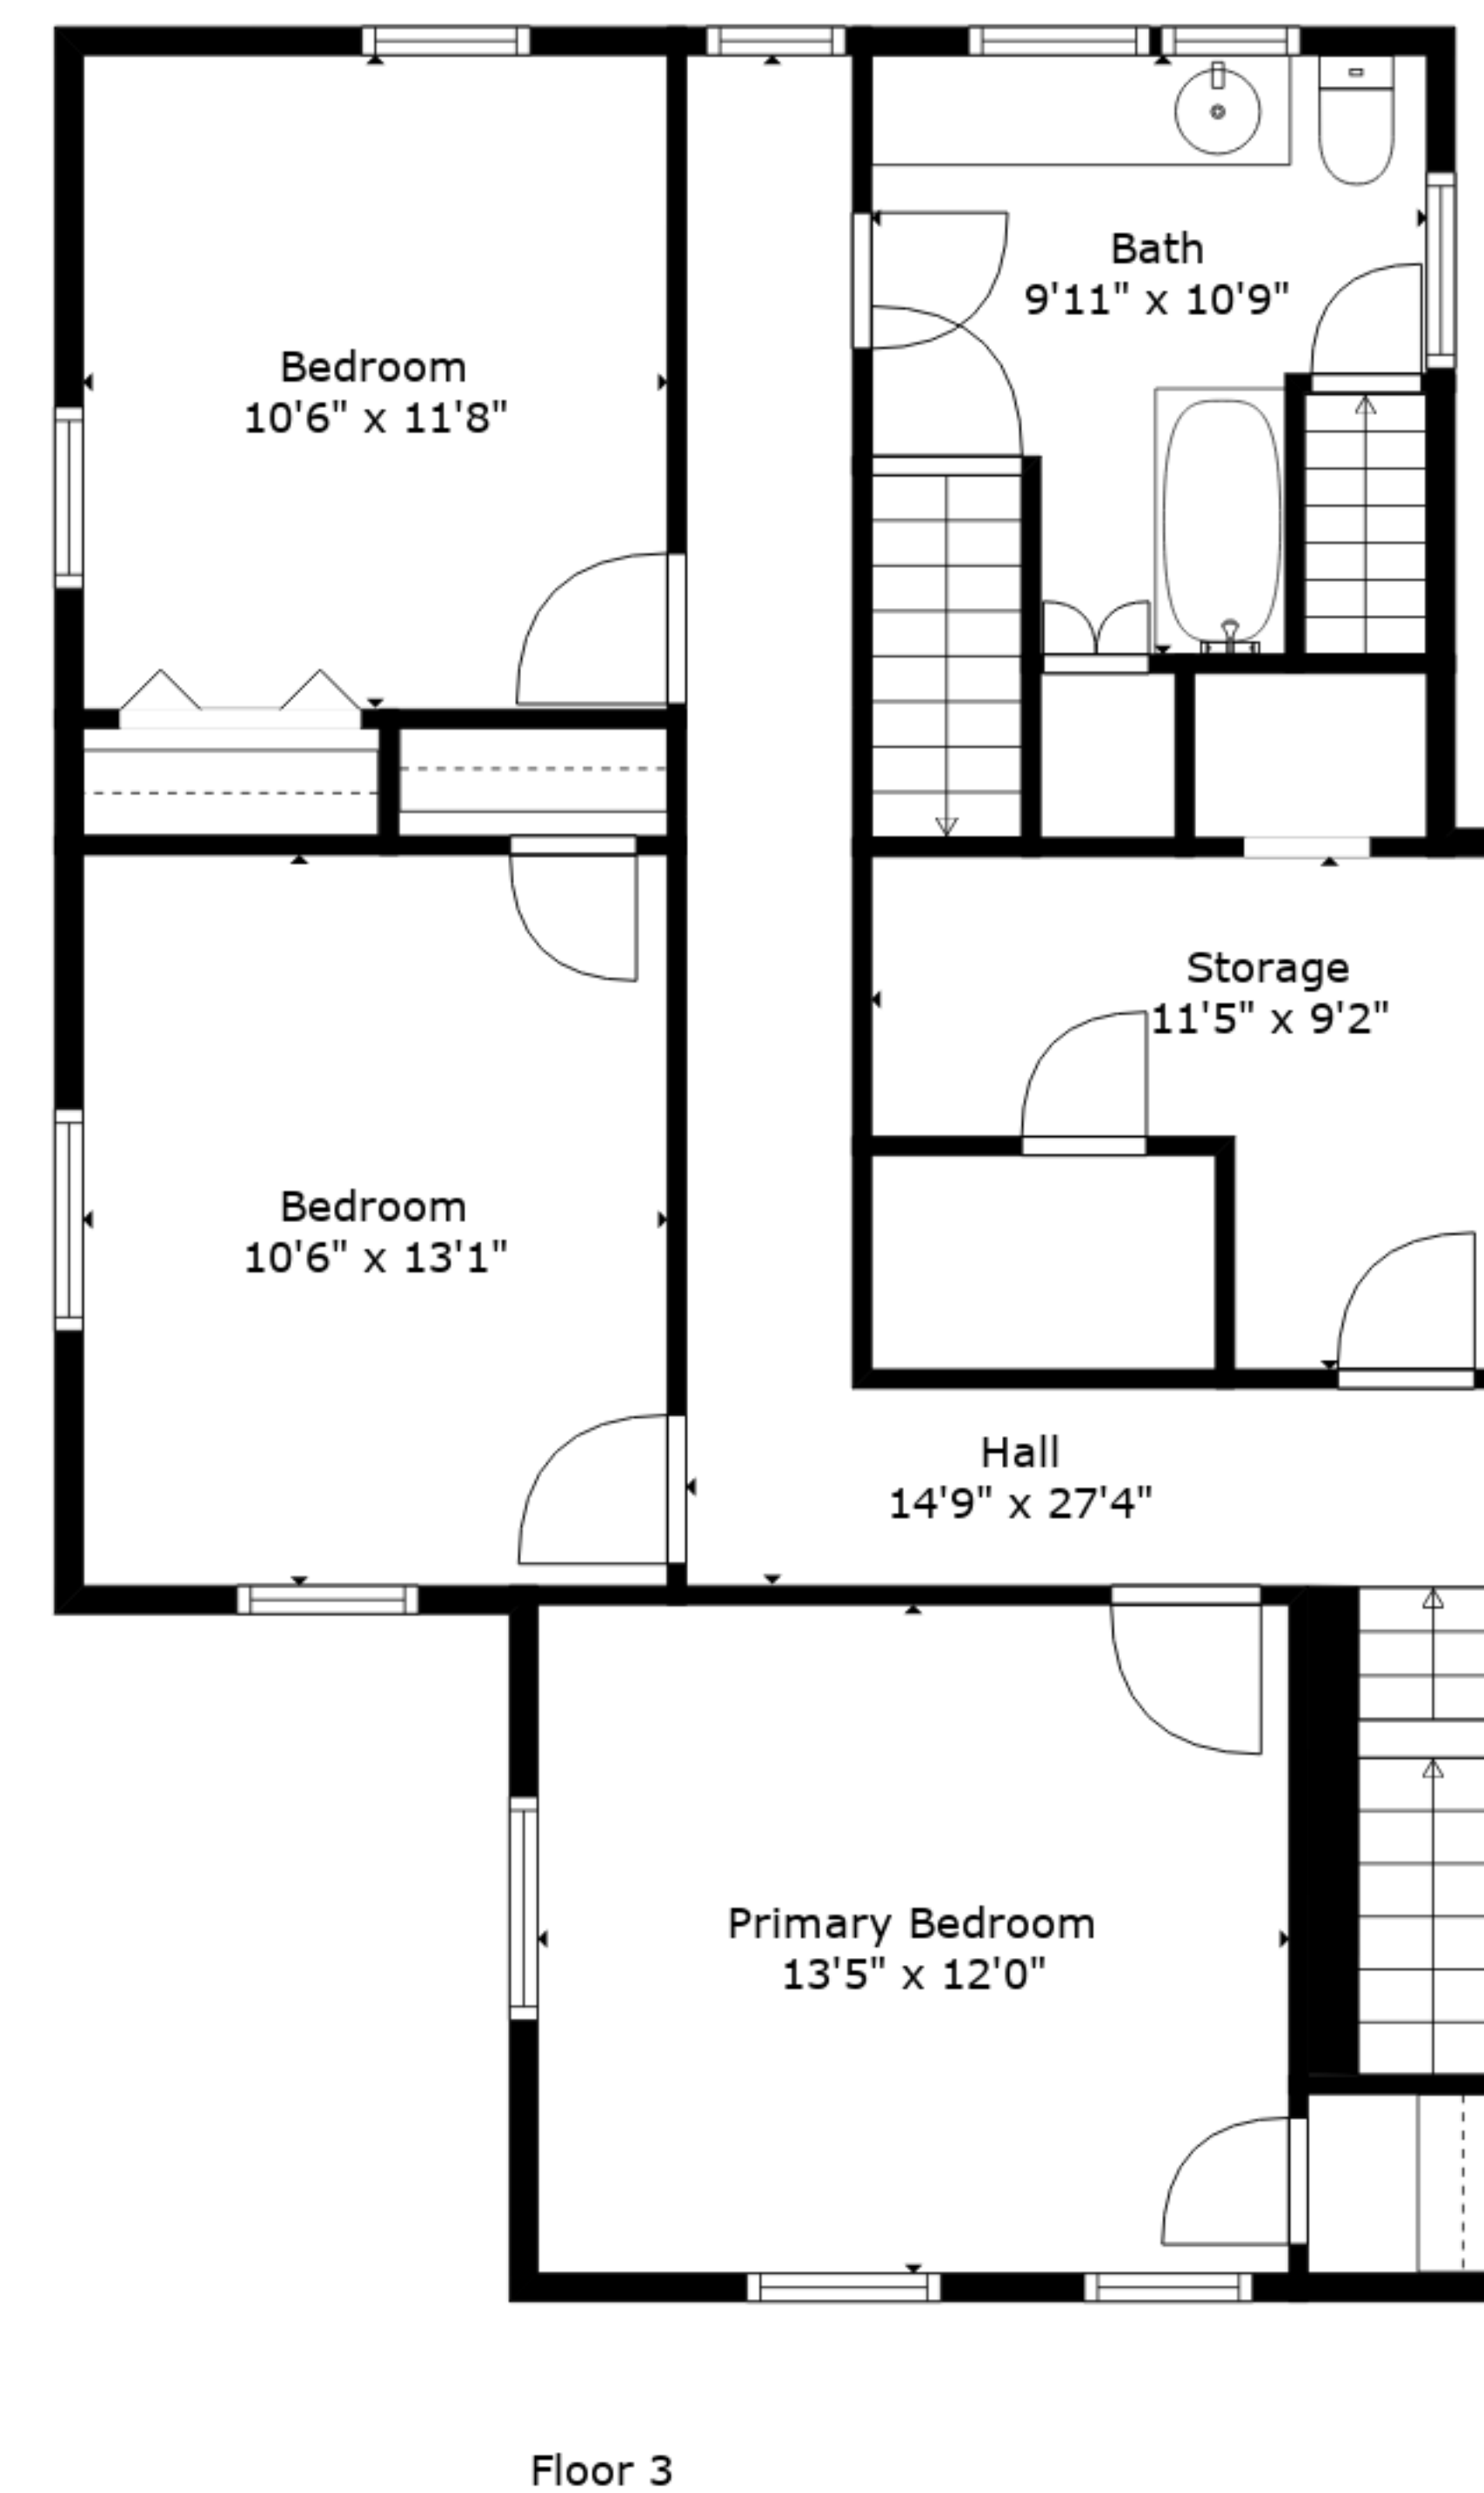 Bath
9'11" x 10'9"
Bedroom
10'6" x 11'8"
Storage
11'5" x 9'2"
Bedroom
10'6" x 13'1"
Hall
14'9" x 27'4"
Primary Bedroom
13'5" x 12'0"
Floor 3